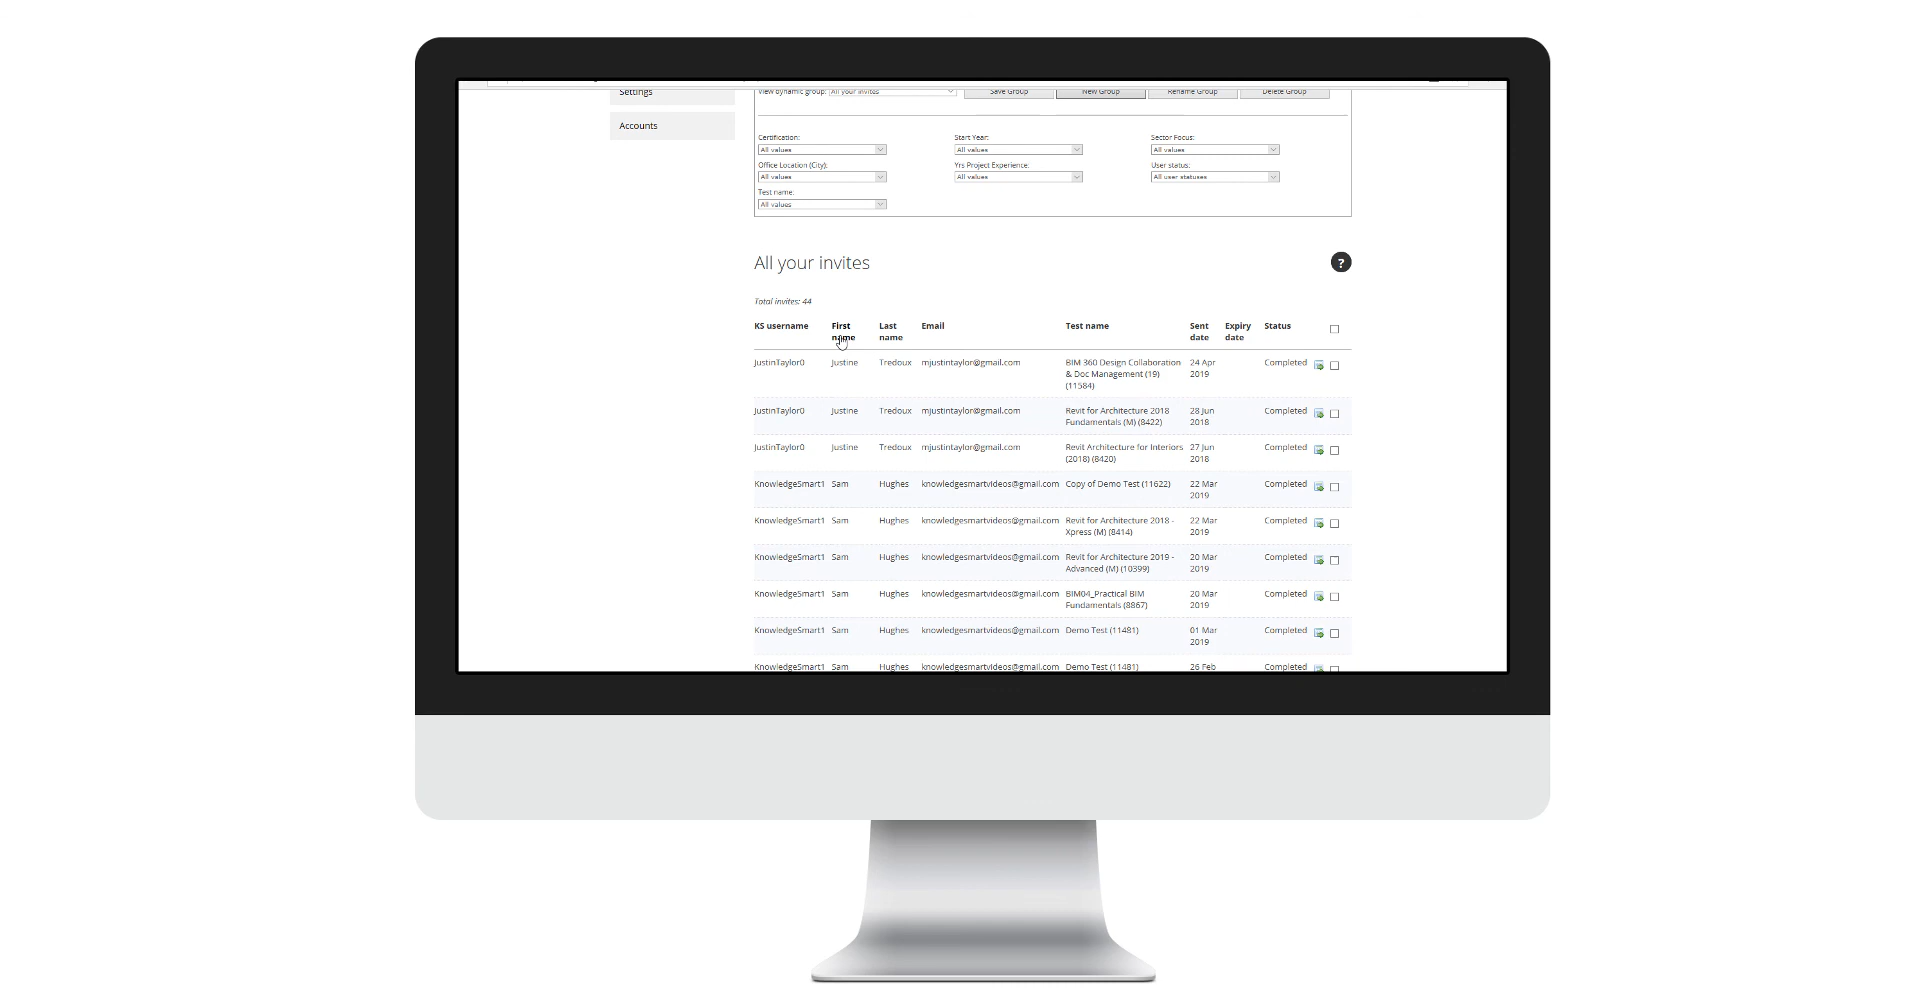 Settings
View dynamic group: All your invites Save Group New Group Rename Group Delete Group
Accounts
Certification: Start Year: Sector Focus:
All values All values All values
Office Location (City): Yrs Project Experience: User status:
All values All values All user statuses
Test name:
All values
All your invites ?
Total invites: 44
KS username First name Last name Email Test name Sent date Expiry date Status
JustinTaylor0 Justine Tredoux mjustintaylor@gmail.com BIM 360 Design Collaboration 24 Apr Completed
& Doc Management (19) 2019
(11584)
JustinTaylor0 Justine Tredoux mjustintaylor@gmail.com Revit for Architecture 2018 28 Jun Completed
Fundamentals (M) (8422) 2018
JustinTaylor0 Justine Tredoux mjustintaylor@gmail.com Revit Architecture for Interiors 27 Jun Completed
(2018) (8420) 2018
KnowledgeSmart1 Sam Hughes knowledgesmartvideos@gmail.com Copy of Demo Test (11622) 22 Mar Completed
2019
KnowledgeSmart1 Sam Hughes knowledgesmartvideos@gmail.com Revit for Architecture 2018 - 22 Mar Completed
Xpress (M) (8414) 2019
KnowledgeSmart1 Sam Hughes knowledgesmartvideos@gmail.com Revit for Architecture 2019 - 20 Mar Completed
Advanced (M) (10399) 2019
KnowledgeSmart1 Sam Hughes knowledgesmartvideos@gmail.com BIM04_Practical BIM 20 Mar Completed
Fundamentals (8867) 2019
KnowledgeSmart1 Sam Hughes knowledgesmartvideos@gmail.com Demo Test (11481) 01 Mar Completed
2019
KnowledgeSmart1 Sam Hughes knowledgesmartvideos@gmail.com Demo Test (11481) 26 Feb Completed